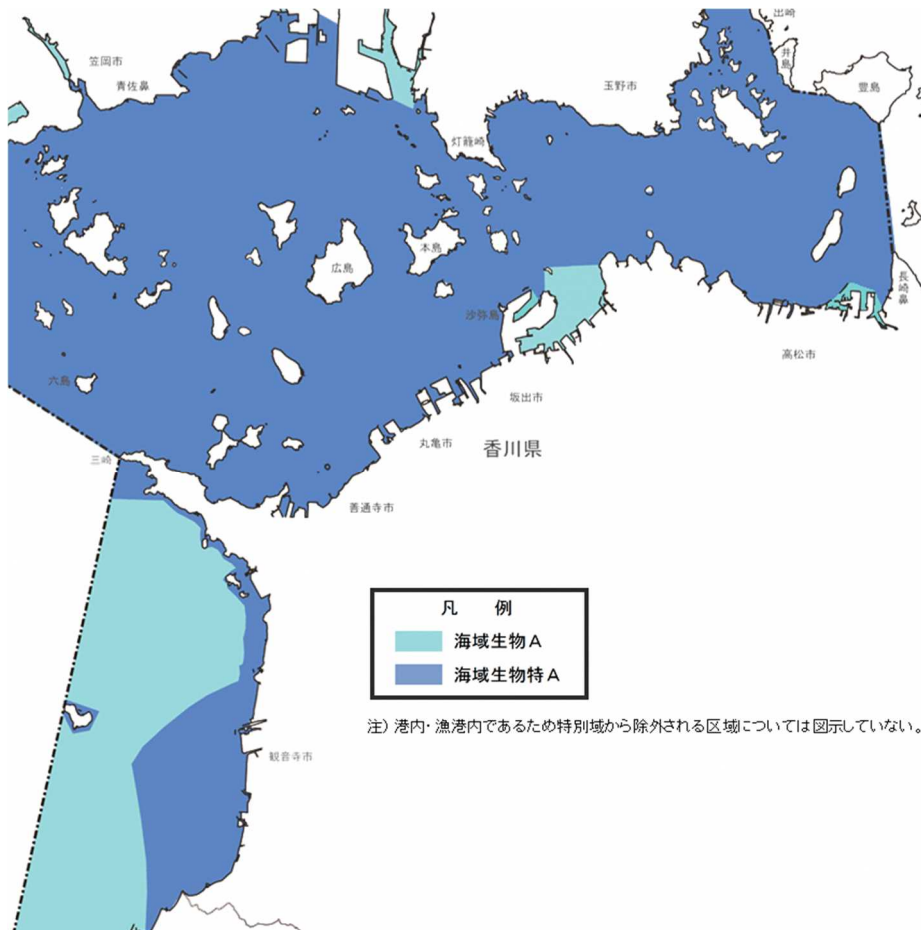 出崎
井島
笠岡市
青佐鼻
玉野市
豊島
灯籠崎
本島
広島
長崎鼻
沙弥島
高松市
六島
坂出市
丸亀市
香川県
三崎
善通寺市
凡 例
海域生物A
海域生物特A
注) 港内・漁港内であるため特別域から除外される区域については図示していない。
観音寺市